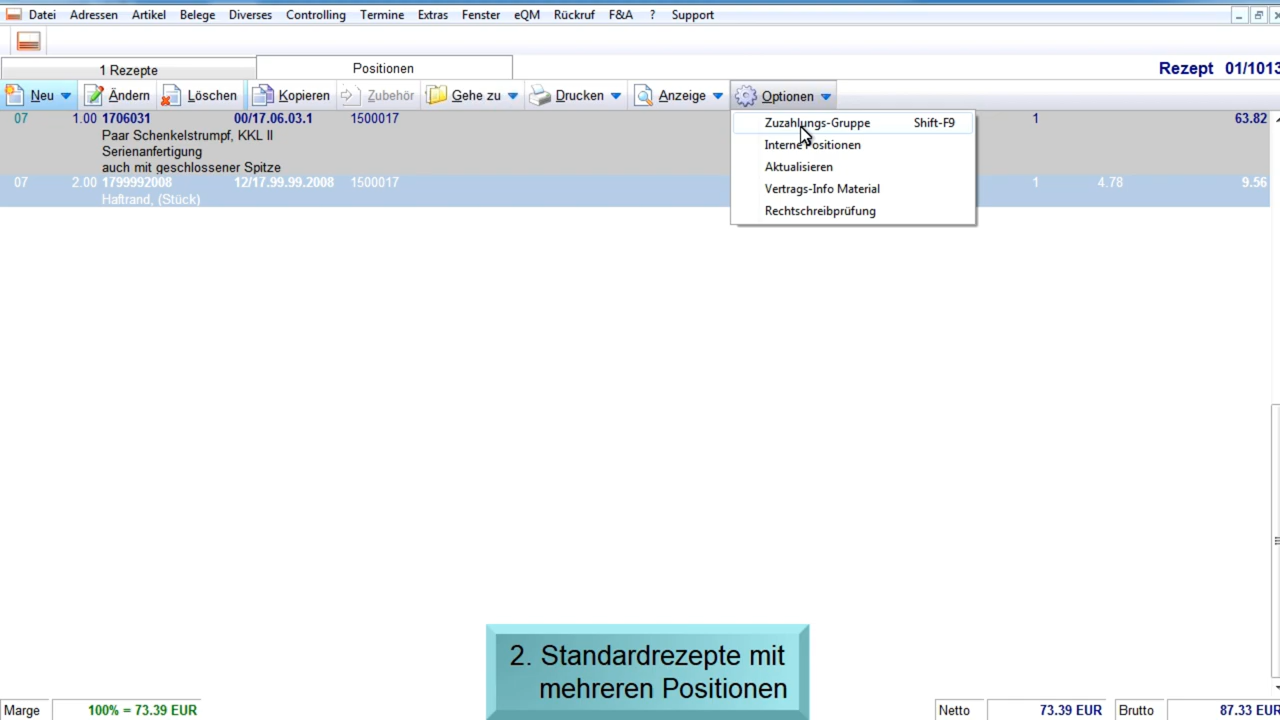 Datei Adressen Artikel Belege Diverses Controlling Termine Extras Fenster eQM Rückruf F&A ? Support
1 Rezepte Positionen Rezept 01/1013
Neu Ändern Löschen Kopieren Zubehör Gehe zu Drucken Anzeige Optionen
07 1.00 1706031 00/17.06.03.1 1500017 1 63.82
Paar Schenkelstrumpf, KKL II
Serienanfertigung
auch mit geschlossener Spitze
07 2.00 1799992008 12/17.99.99.2008 1500017 1 4.78 9.56
Haftrand, (Stück)
Zuzahlungs-Gruppe Shift-F9
Interne Positionen
Aktualisieren
Vertrags-Info Material
Rechtschreibprüfung
2. Standardrezepte mit
mehreren Positionen
Marge 100% = 73.39 EUR Netto 73.39 EUR Brutto 87.33 EUR